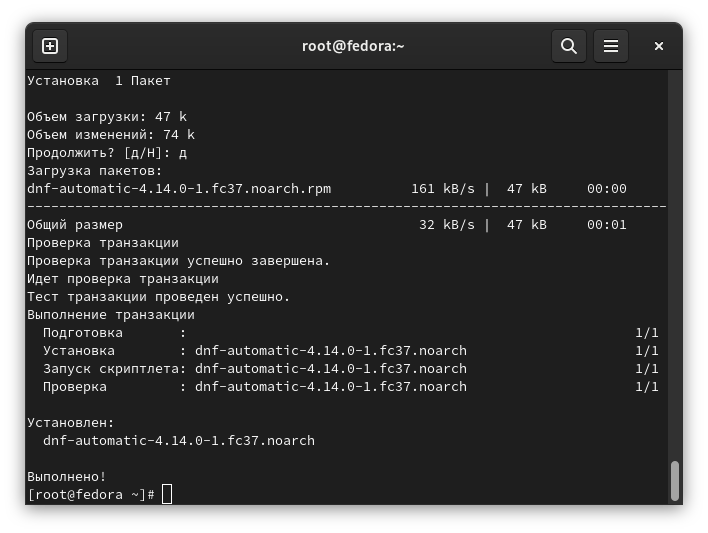 root@fedora:~
Установка  1 Пакет
Объем загрузки: 47 k
Объем изменений: 74 k
Продолжить? [д/Н]: д
Загрузка пакетов:
dnf-automatic-4.14.0-1.fc37.noarch.rpm          161 kB/s |  47 kB     00:00
--------------------------------------------------------------------------------
Общий размер                                     32 kB/s |  47 kB     00:01
Проверка транзакции
Проверка транзакции успешно завершена.
Идет проверка транзакции
Тест транзакции проведен успешно.
Выполнение транзакции
  Подготовка       :                                                        1/1
  Установка        : dnf-automatic-4.14.0-1.fc37.noarch                     1/1
  Запуск скриптлета: dnf-automatic-4.14.0-1.fc37.noarch                     1/1
  Проверка         : dnf-automatic-4.14.0-1.fc37.noarch                     1/1
Установлен:
  dnf-automatic-4.14.0-1.fc37.noarch
Выполнено!
[root@fedora ~]#